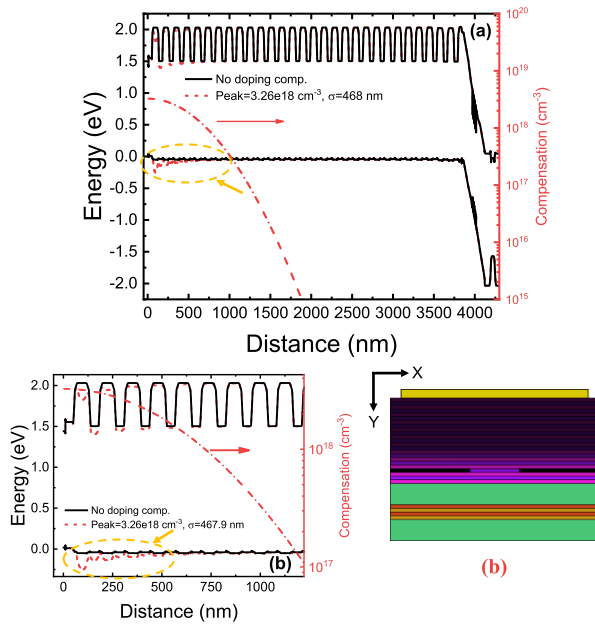 (a)
2.0
1.5
1.0
0.5
0.0
-0.5
-1.0
-1.5
-2.0
Energy (eV)
No doping comp.
Peak=3.26e18 cm⁻³, σ=468 nm
10²⁰
10¹⁹
10¹⁸
10¹⁷
10¹⁶
10¹⁵
Compensation (cm⁻³)
0 500 1000 1500 2000 2500 3000 3500 4000
Distance (nm)
2.0
1.5
1.0
0.5
0.0
Energy (eV)
No doping comp.
Peak=3.26e18 cm⁻³, σ=467.9 nm
(b)
10¹⁸
10¹⁷
Compensation (cm⁻³)
0 250 500 750 1000
Distance (nm)
X
Y
(b)